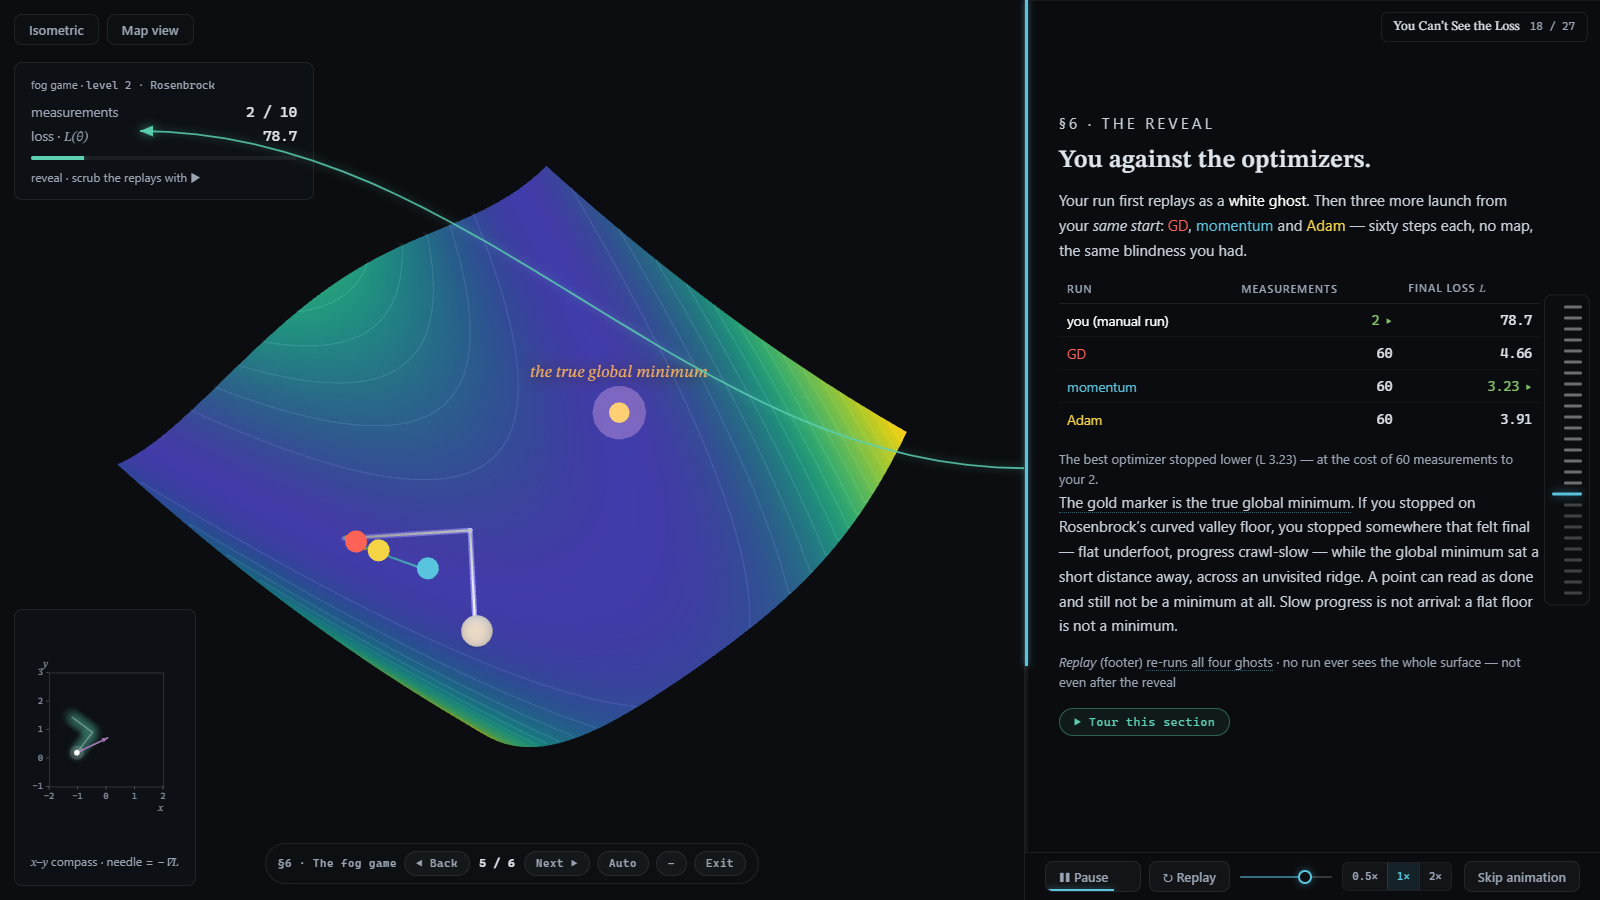 Isometric
Map view
You Can't See the Loss 18 / 27
fog game · level 2 · Rosenbrock
measurements 2 / 10
loss · L(θ) 78.7
reveal · scrub the replays with ▶
the true global minimum
§6 · THE REVEAL
You against the optimizers.
Your run first replays as a white ghost. Then three more launch from
your same start: GD, momentum and Adam — sixty steps each, no map,
the same blindness you had.
RUN MEASUREMENTS FINAL LOSS L
you (manual run) 2 ▸ 78.7
GD 60 4.66
momentum 60 3.23 ▸
Adam 60 3.91
The best optimizer stopped lower (L 3.23) — at the cost of 60 measurements to
your 2.
The gold marker is the true global minimum. If you stopped on
Rosenbrock's curved valley floor, you stopped somewhere that felt final
— flat underfoot, progress crawl-slow — while the global minimum sat a
short distance away, across an unvisited ridge. A point can read as done
and still not be a minimum at all. Slow progress is not arrival: a flat floor
is not a minimum.
Replay (footer) re-runs all four ghosts · no run ever sees the whole surface — not
even after the reveal
▶ Tour this section
y
3
2
1
0
−1
−2 −1 0 1 2
x
x–y compass · needle = −∇L
§6 · The fog game ◂ Back 5 / 6 Next ▸ Auto − Exit
Pause ↻ Replay 0.5× 1× 2× Skip animation